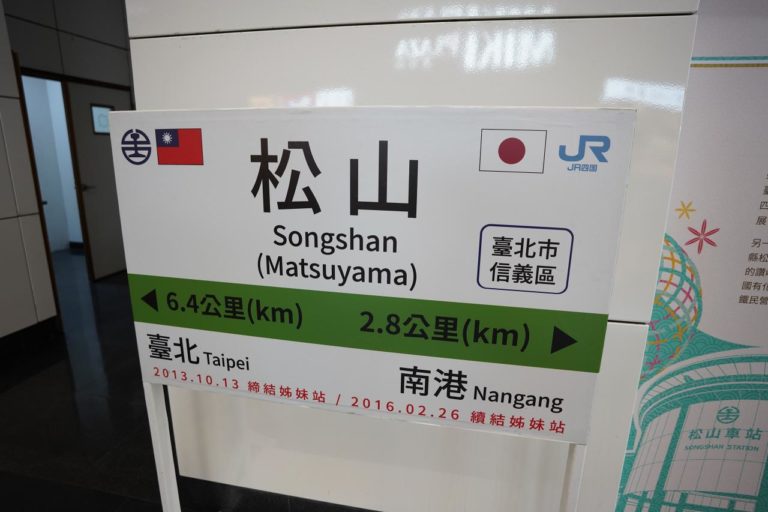 松山
Songshan
(Matsuyama)
JR
JR四国
臺北市
信義區
6.4公里(km)
2.8公里(km)
臺北 Taipei
南港 Nangang
2013.10.13 締結姊妹站 / 2016.02.26 續結姊妹站
松山車站
SONGSHAN STATION